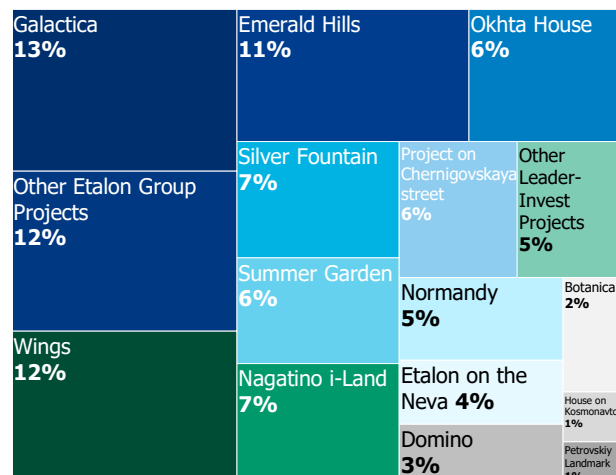 Galactica
13%
Other Etalon Group
Projects
12%
Wings
12%
Emerald Hills
11%
Okhta House
6%
Silver Fountain
7%
Summer Garden
6%
Nagatino i-Land
7%
Project on
Chernigovskaya
street
6%
Other
Leader-
Invest
Projects
5%
Normandy
5%
Etalon on the
Neva 4%
Domino
3%
Botanica
2%
House on
Kosmonavto
1%
Petrovskiy
Landmark
1%